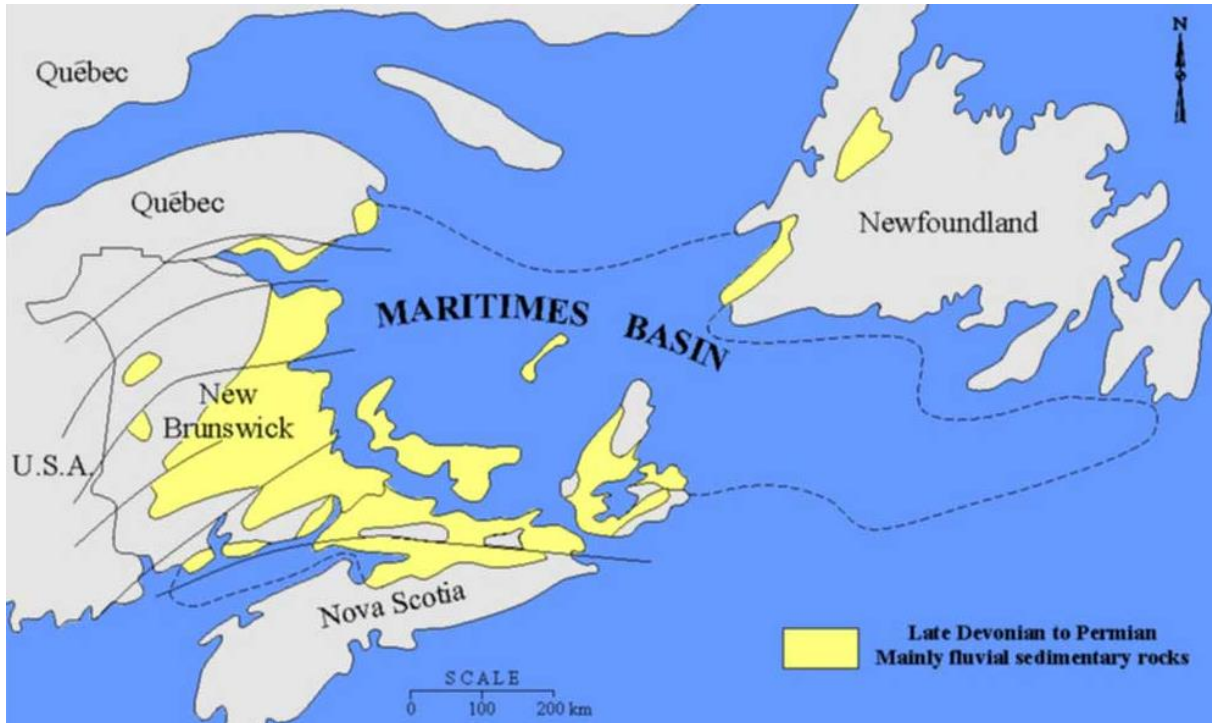 Québec
N
Québec
Newfoundland
MARITIMES BASIN
New
Brunswick
U.S.A.
Nova Scotia
Late Devonian to Permian
Mainly fluvial sedimentary rocks
SCALE
0 100 200 km